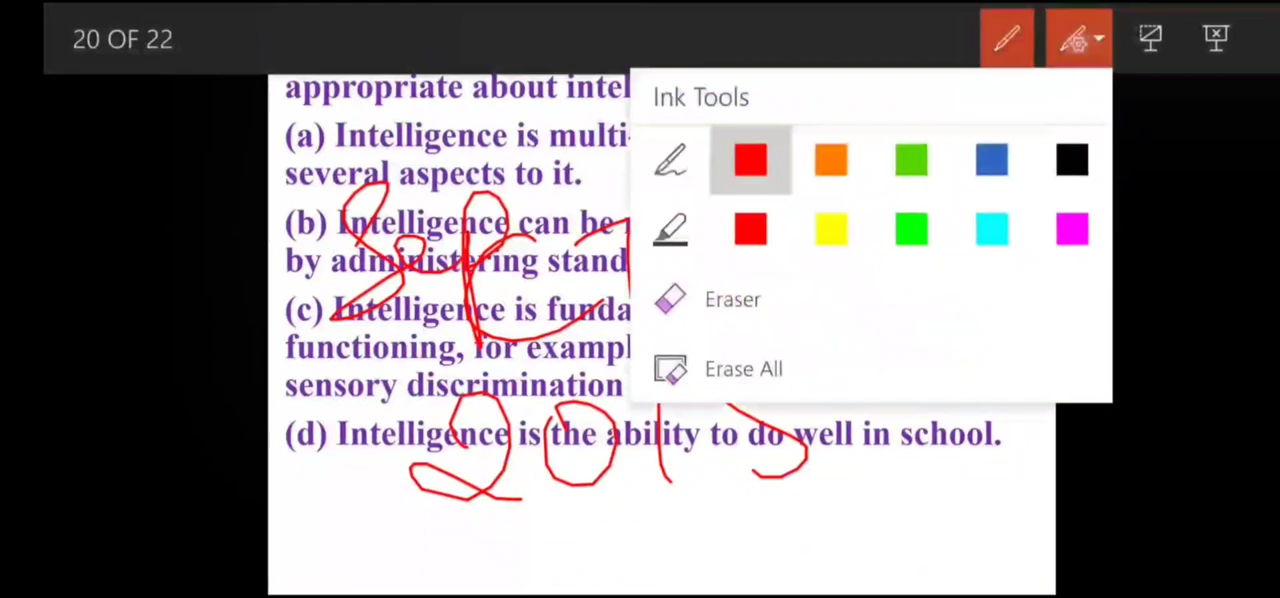 20 OF 22
Ink Tools
Eraser
Erase All
appropriate about intel
(a) Intelligence is multi-
several aspects to it.
(b) Intelligence can be
by administering stand
(c) Intelligence is funda
functioning, for exampl
sensory discrimination
(d) Intelligence is the ability to do well in school.
Sept
2015